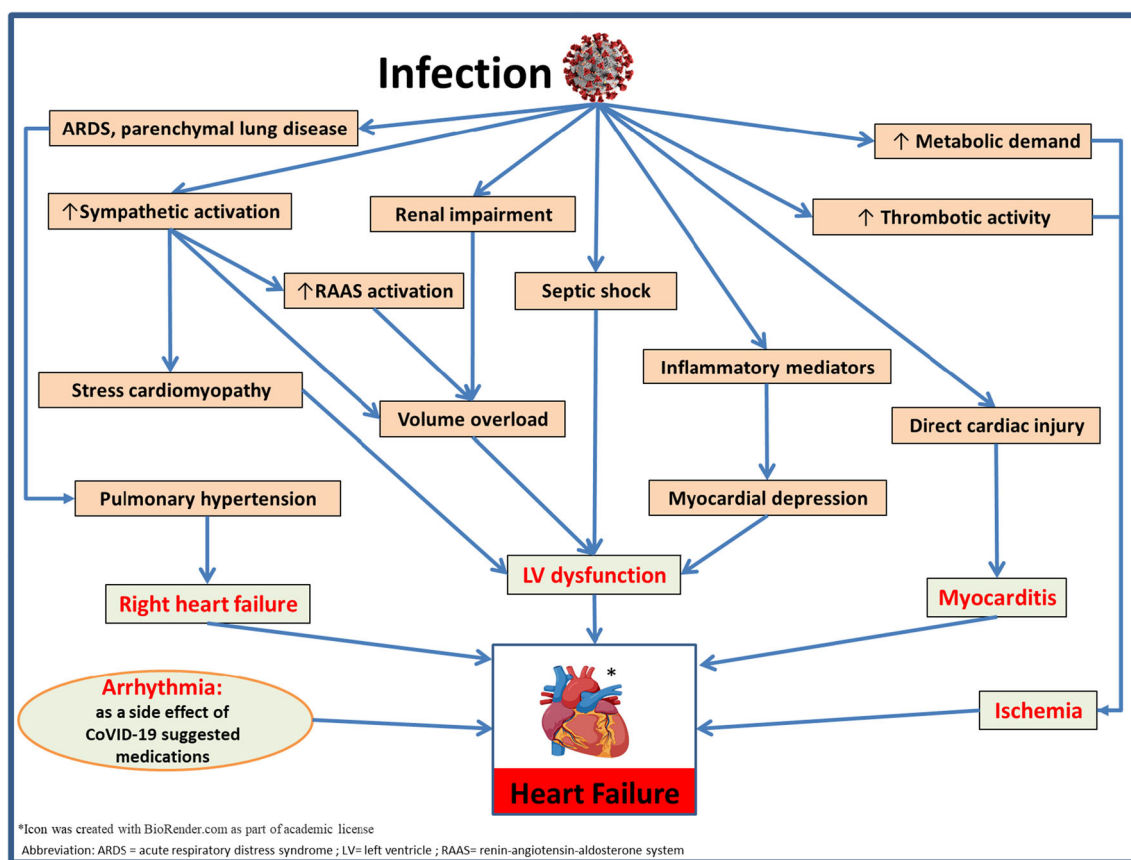 Infection
ARDS, parenchymal lung disease
↑ Metabolic demand
↑Sympathetic activation
Renal impairment
↑ Thrombotic activity
↑RAAS activation
Septic shock
Inflammatory mediators
Stress cardiomyopathy
Volume overload
Direct cardiac injury
Pulmonary hypertension
Myocardial depression
LV dysfunction
Right heart failure
Myocarditis
*
Arrhythmia:
as a side effect of
CoVID-19 suggested
medications
Ischemia
Heart Failure
*Icon was created with BioRender.com as part of academic license
Abbreviation: ARDS = acute respiratory distress syndrome ; LV= left ventricle ; RAAS= renin-angiotensin-aldosterone system